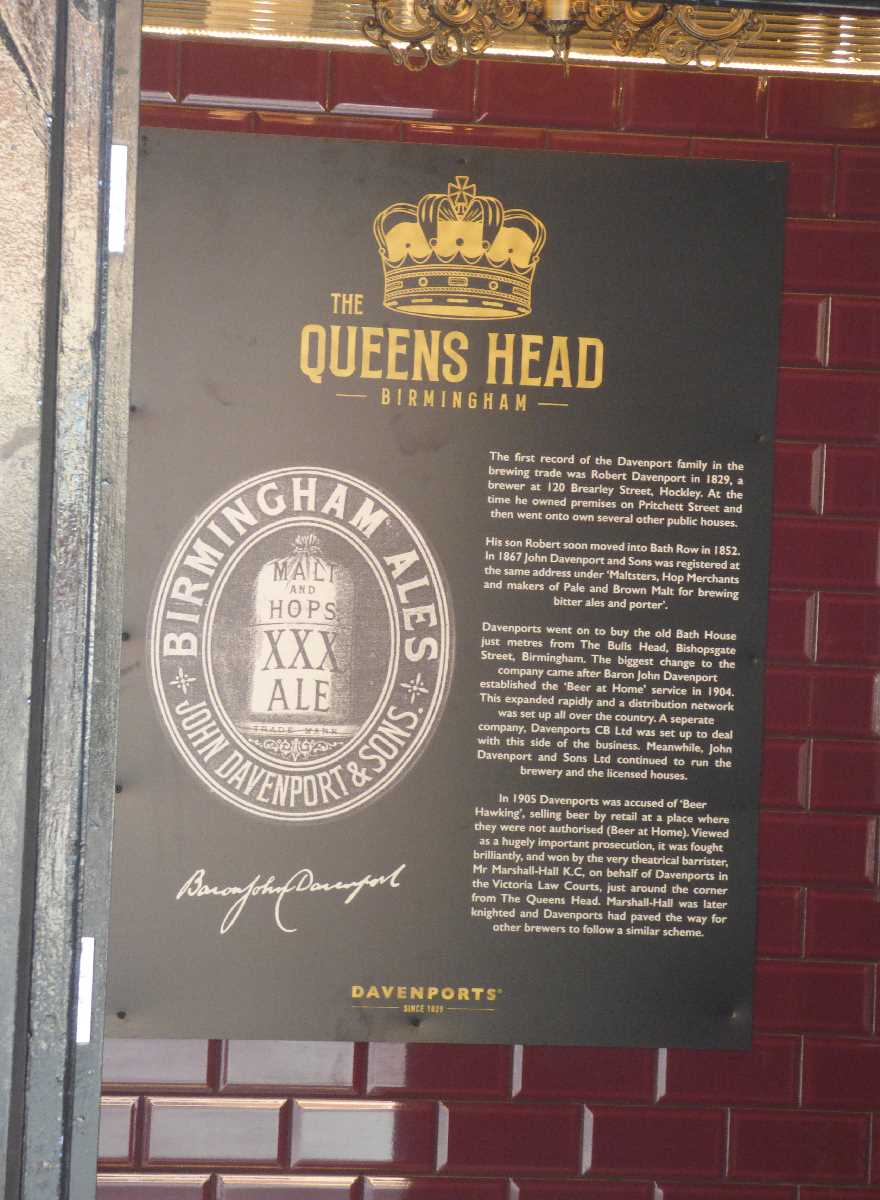 THE
QUEENS HEAD
BIRMINGHAM
The first record of the Davenport family in the
brewing trade was Robert Davenport in 1829, a
brewer at 120 Brearley Street, Hockley. At the
time he owned premises on Pritchett Street and
then went onto own several other public houses.
His son Robert soon moved into Bath Row in 1852.
In 1867 John Davenport and Sons was registered at
the same address under 'Maltsters, Hop Merchants
and makers of Pale and Brown Malt for brewing
bitter ales and porter'.
Davenports went on to buy the old Bath House
just metres from The Bulls Head, Bishopsgate
Street, Birmingham. The biggest change to the
company came after Baron John Davenport
established the 'Beer at Home' service in 1904.
This expanded rapidly and a distribution network
was set up all over the country. A seperate
company, Davenports CB Ltd was set up to deal
with this side of the business. Meanwhile, John
Davenport and Sons Ltd continued to run the
brewery and the licensed houses.
In 1905 Davenports was accused of 'Beer
Hawking', selling beer by retail at a place where
they were not authorised (Beer at Home). Viewed
as a hugely important prosecution, it was fought
brilliantly, and won by the very theatrical barrister,
Mr Marshall-Hall K.C, on behalf of Davenports in
the Victoria Law Courts, just around the corner
from The Queens Head. Marshall-Hall was later
knighted and Davenports had paved the way for
other brewers to follow a similar scheme.
BIRMINGHAM ALES
MALT
AND
HOPS
XXX
ALE
TRADE MARK
JOHN DAVENPORT & SONS.
Baron John Davenport
DAVENPORTS®
SINCE 1829